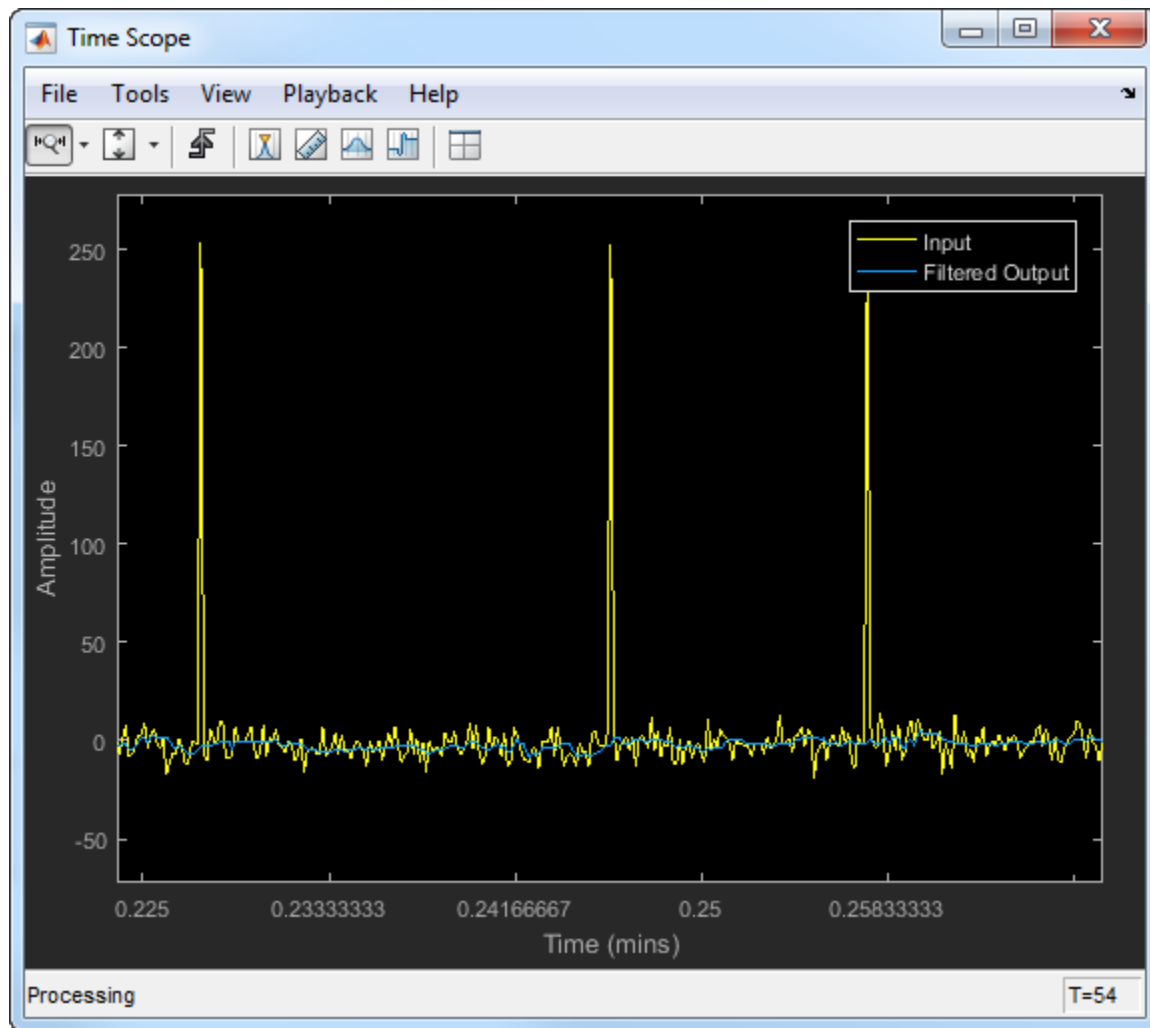 Time Scope
File Tools View Playback Help
Input
Filtered Output
250
200
150
100
50
0
-50
Amplitude
0.225 0.23333333 0.24166667 0.25 0.25833333
Time (mins)
Processing T=54